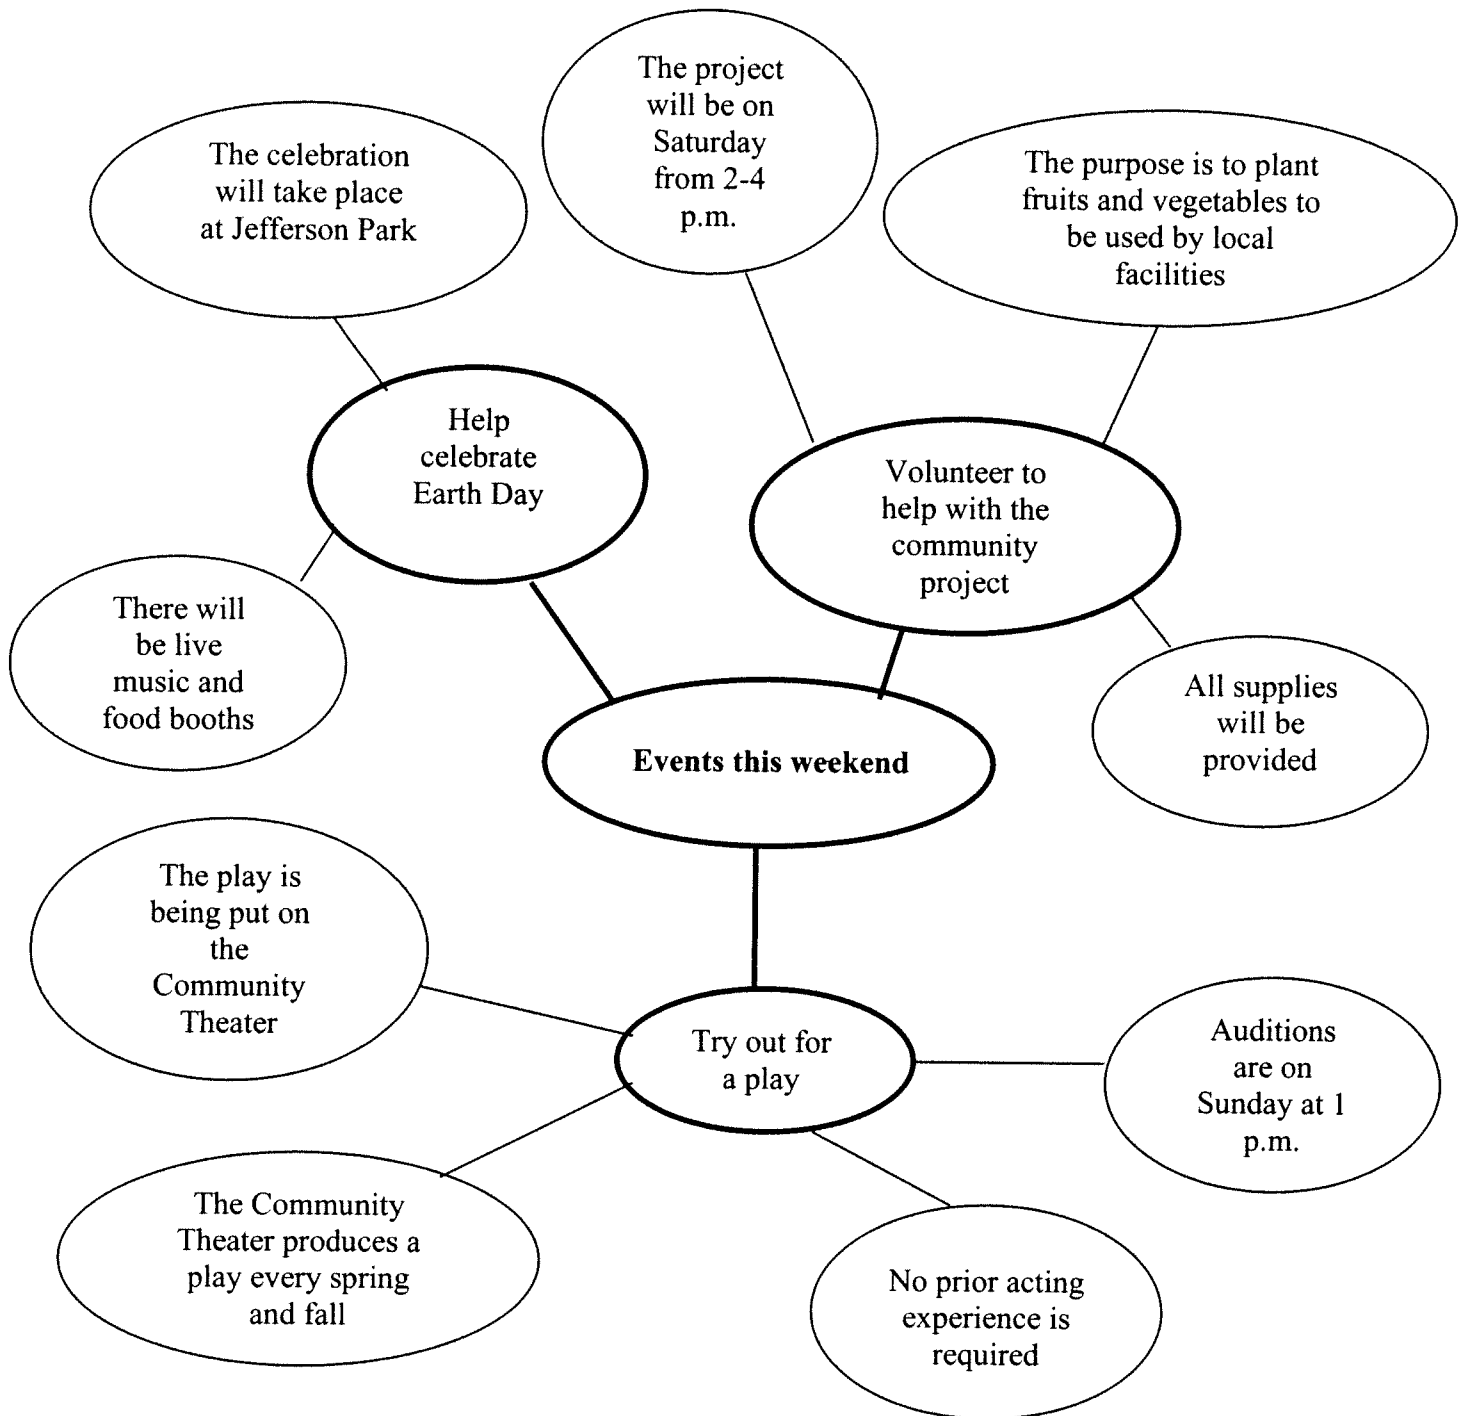 The project
will be on
Saturday
from 2-4
p.m.
The celebration
will take place
at Jefferson Park
The purpose is to plant
fruits and vegetables to
be used by local
facilities
Help
celebrate
Earth Day
Volunteer to
help with the
community
project
There will
be live
music and
food booths
All supplies
will be
provided
Events this weekend
The play is
being put on
the
Community
Theater
Try out for
a play
Auditions
are on
Sunday at 1
p.m.
The Community
Theater produces a
play every spring
and fall
No prior acting
experience is
required